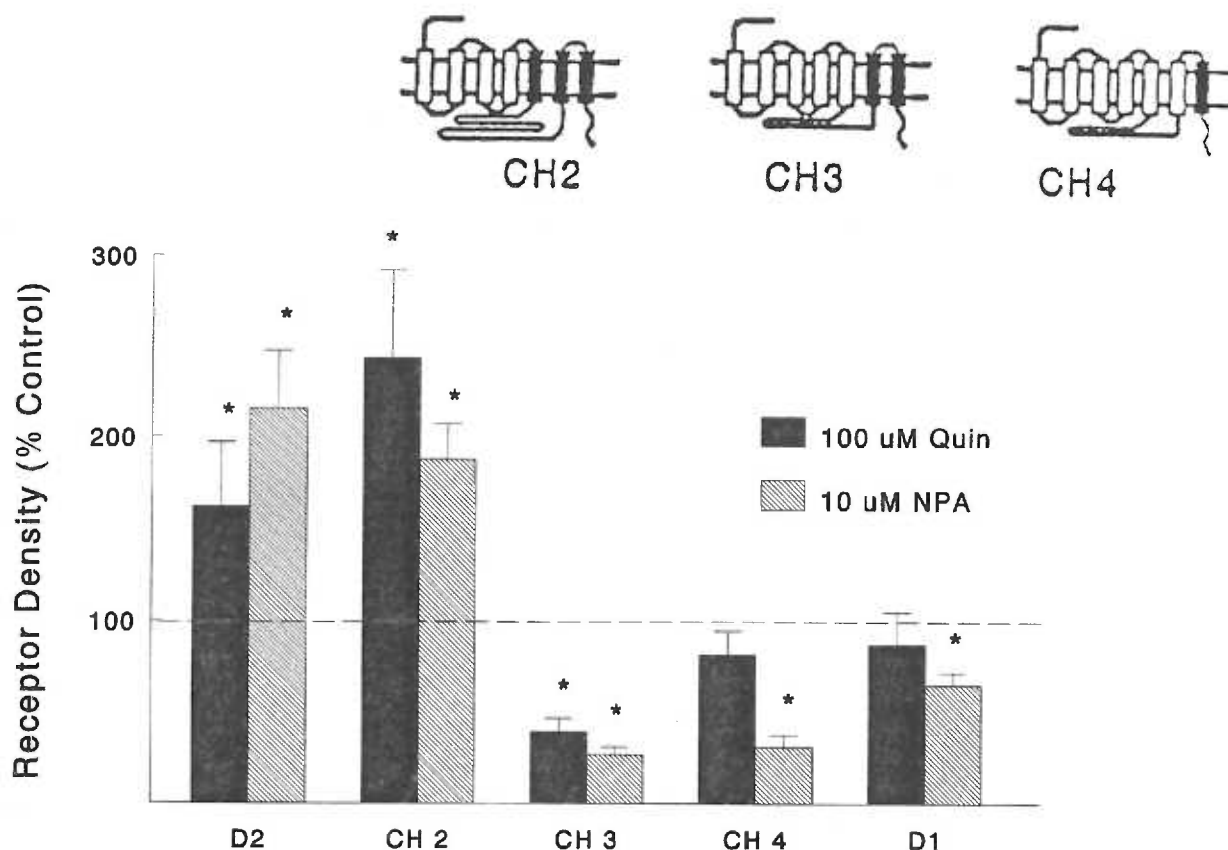 CH2 CH3 CH4
Receptor Density (% Control)
300
200
100
* * * * * * * *
100 uM Quin
10 uM NPA
D2 CH 2 CH 3 CH 4 D1